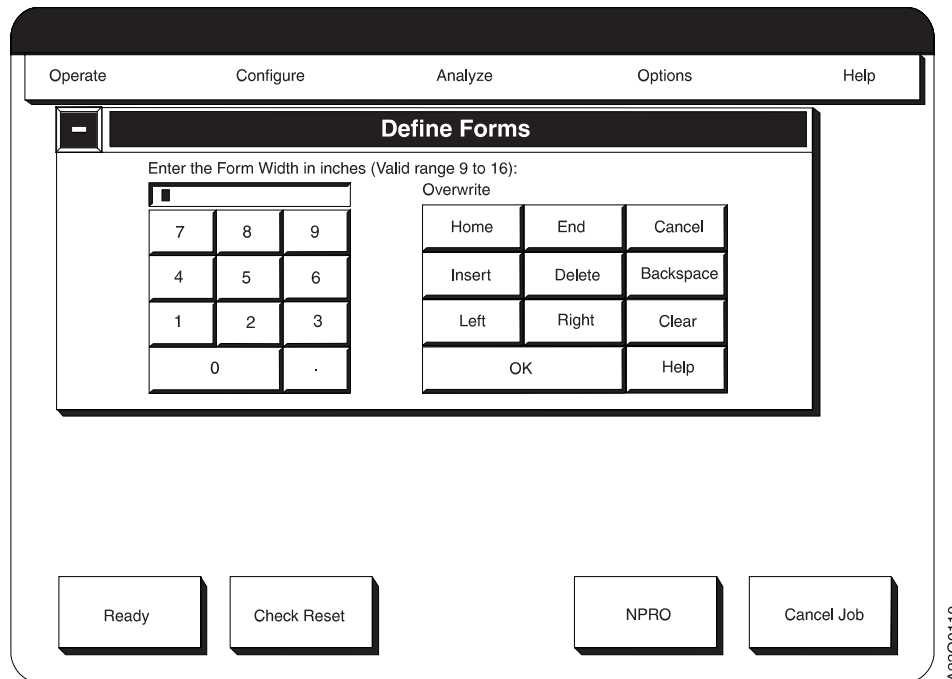 Operate Configure Analyze Options Help
Define Forms
Enter the Form Width in inches (Valid range 9 to 16):
Overwrite
7 8 9
4 5 6
1 2 3
0 .
Home End Cancel
Insert Delete Backspace
Left Right Clear
OK Help
Ready Check Reset NPRO Cancel Job